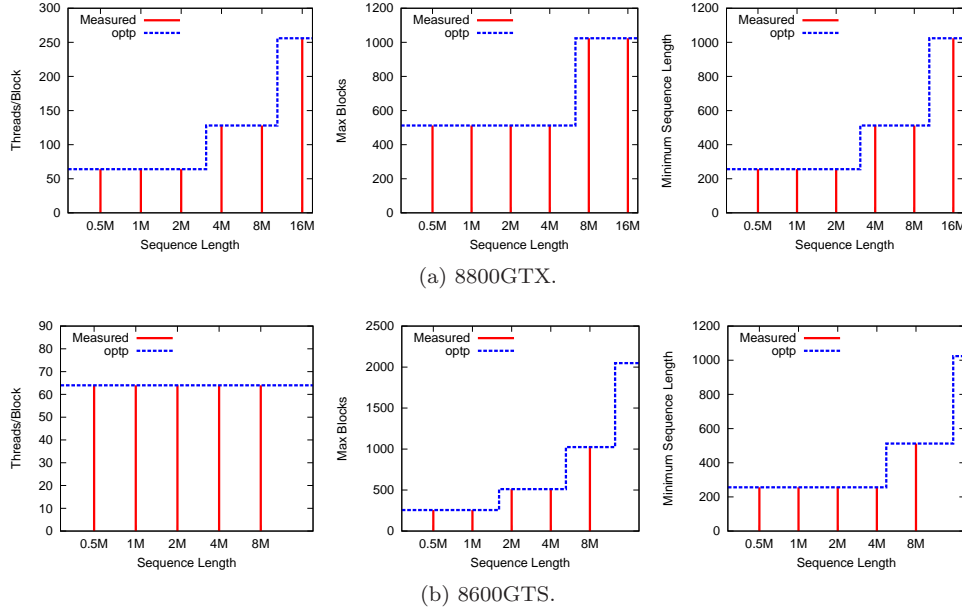 Threads/Block
300
250
200
150
100
50
0
Measured
optp
0.5M 1M 2M 4M 8M 16M
Sequence Length
Max Blocks
1200
1000
800
600
400
200
0
Measured
optp
0.5M 1M 2M 4M 8M 16M
Sequence Length
Minimum Sequence Length
1200
1000
800
600
400
200
0
Measured
optp
0.5M 1M 2M 4M 8M 16M
Sequence Length
(a) 8800GTX.
Threads/Block
90
80
70
60
50
40
30
20
10
0
Measured
optp
0.5M 1M 2M 4M 8M
Sequence Length
Max Blocks
2500
2000
1500
1000
500
0
Measured
optp
0.5M 1M 2M 4M 8M
Sequence Length
Minimum Sequence Length
1200
1000
800
600
400
200
0
Measured
optp
0.5M 1M 2M 4M 8M
Sequence Length
(b) 8600GTS.